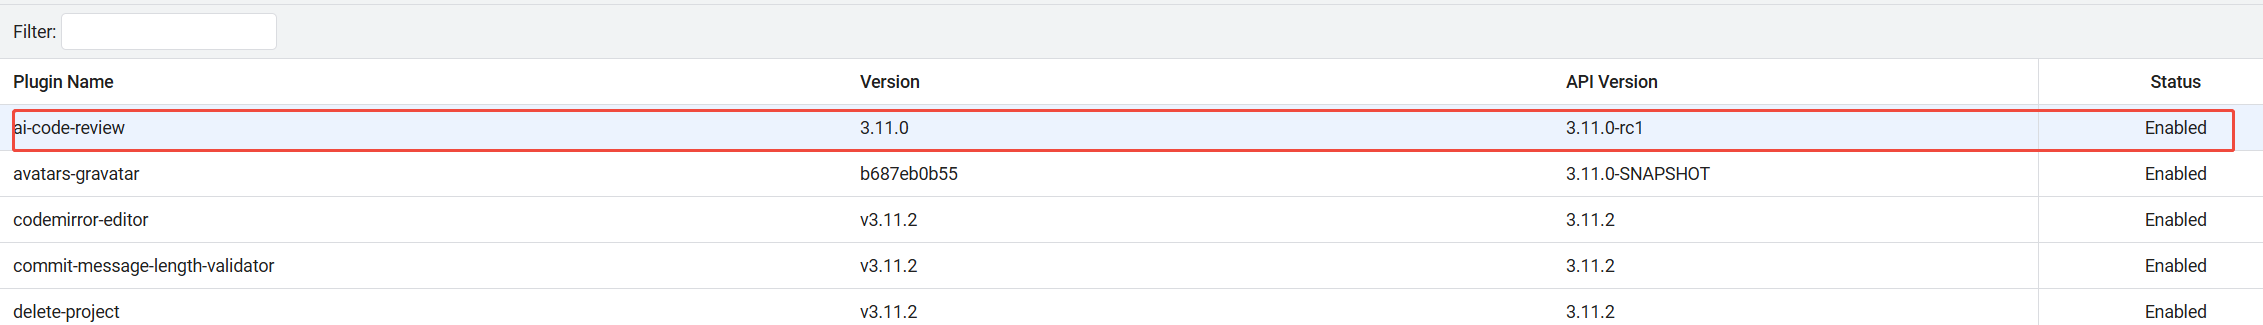 Filter:
Plugin Name Version API Version Status
ai-code-review 3.11.0 3.11.0-rc1 Enabled
avatars-gravatar b687eb0b55 3.11.0-SNAPSHOT Enabled
codemirror-editor v3.11.2 3.11.2 Enabled
commit-message-length-validator v3.11.2 3.11.2 Enabled
delete-project v3.11.2 3.11.2 Enabled